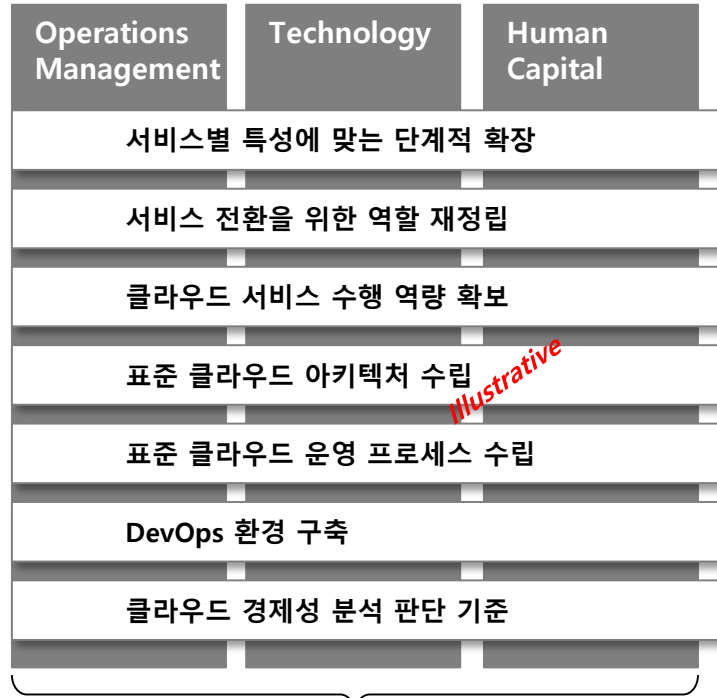 Operations
Management
Technology
Human
Capital
서비스별 특성에 맞는 단계적 확장
서비스 전환을 위한 역할 재정립
클라우드 서비스 수행 역량 확보
표준 클라우드 아키텍처 수립
Illustrative
표준 클라우드 운영 프로세스 수립
DevOps 환경 구축
클라우드 경제성 분석 판단 기준